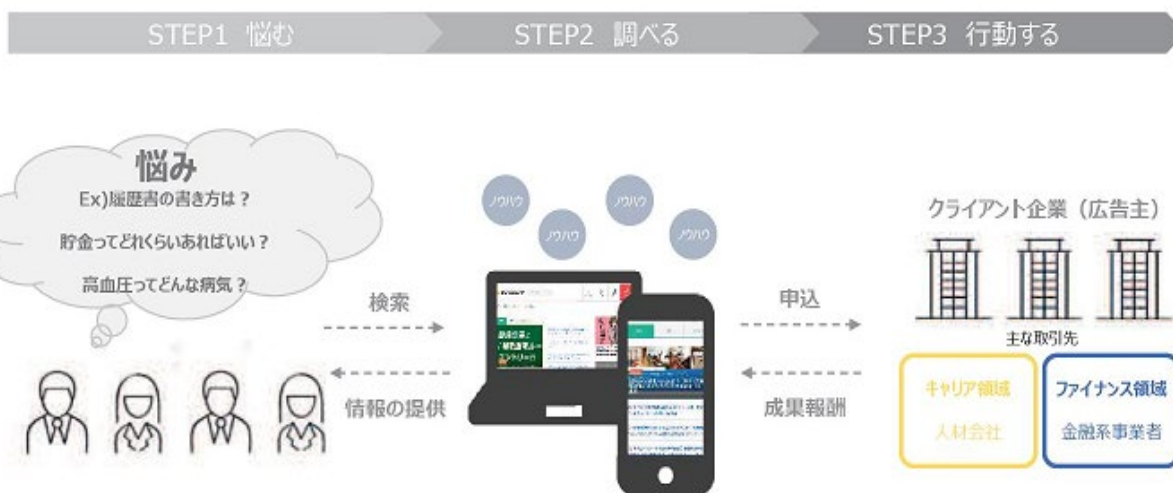 STEP1 悩む
STEP2 調べる
STEP3 行動する
悩み
Ex)履歴書の書き方は？
貯金ってどれくらいあればいい？
高血圧ってどんな病気？
検索
情報の提供
ノウハウ
ノウハウ
ノウハウ
ノウハウ
申込
成果報酬
クライアント企業（広告主）
主な取引先
キャリア領域
人材会社
ファイナンス領域
金融系事業者